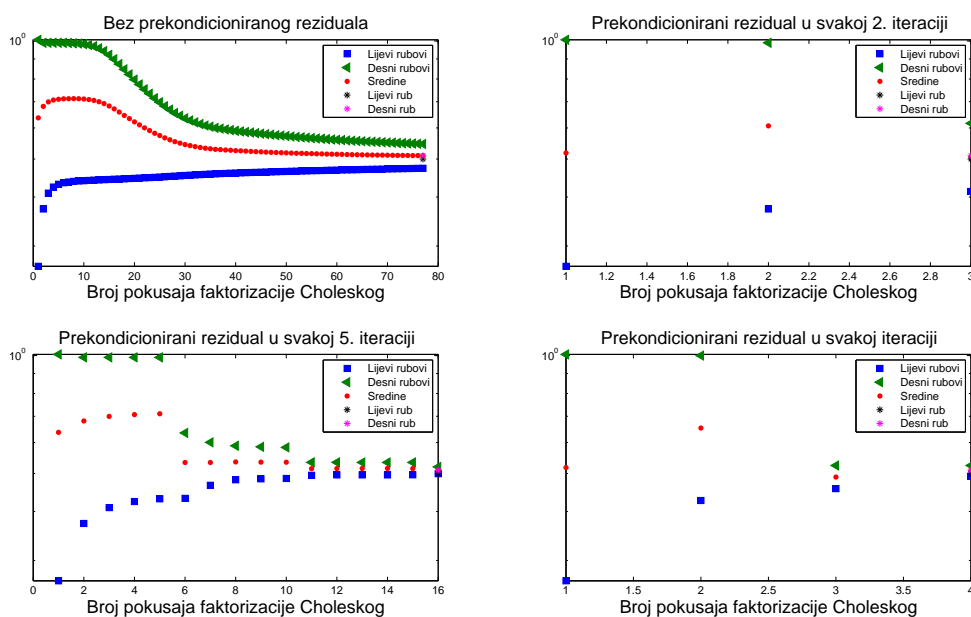 Bez prekondicioniranog reziduala
10^0
Lijevi rubovi
Desni rubovi
Sredine
Lijevi rub
Desni rub
0 10 20 30 40 50 60 70 80
Broj pokusaja faktorizacije Choleskog
Prekondicionirani rezidual u svakoj 2. iteraciji
10^0
Lijevi rubovi
Desni rubovi
Sredine
Lijevi rub
Desni rub
1 1.2 1.4 1.6 1.8 2 2.2 2.4 2.6 2.8 3
Broj pokusaja faktorizacije Choleskog
Prekondicionirani rezidual u svakoj 5. iteraciji
10^0
Lijevi rubovi
Desni rubovi
Sredine
Lijevi rub
Desni rub
0 2 4 6 8 10 12 14 16
Broj pokusaja faktorizacije Choleskog
Prekondicionirani rezidual u svakoj iteraciji
10^0
Lijevi rubovi
Desni rubovi
Sredine
Lijevi rub
Desni rub
1 1.5 2 2.5 3 3.5 4
Broj pokusaja faktorizacije Choleskog